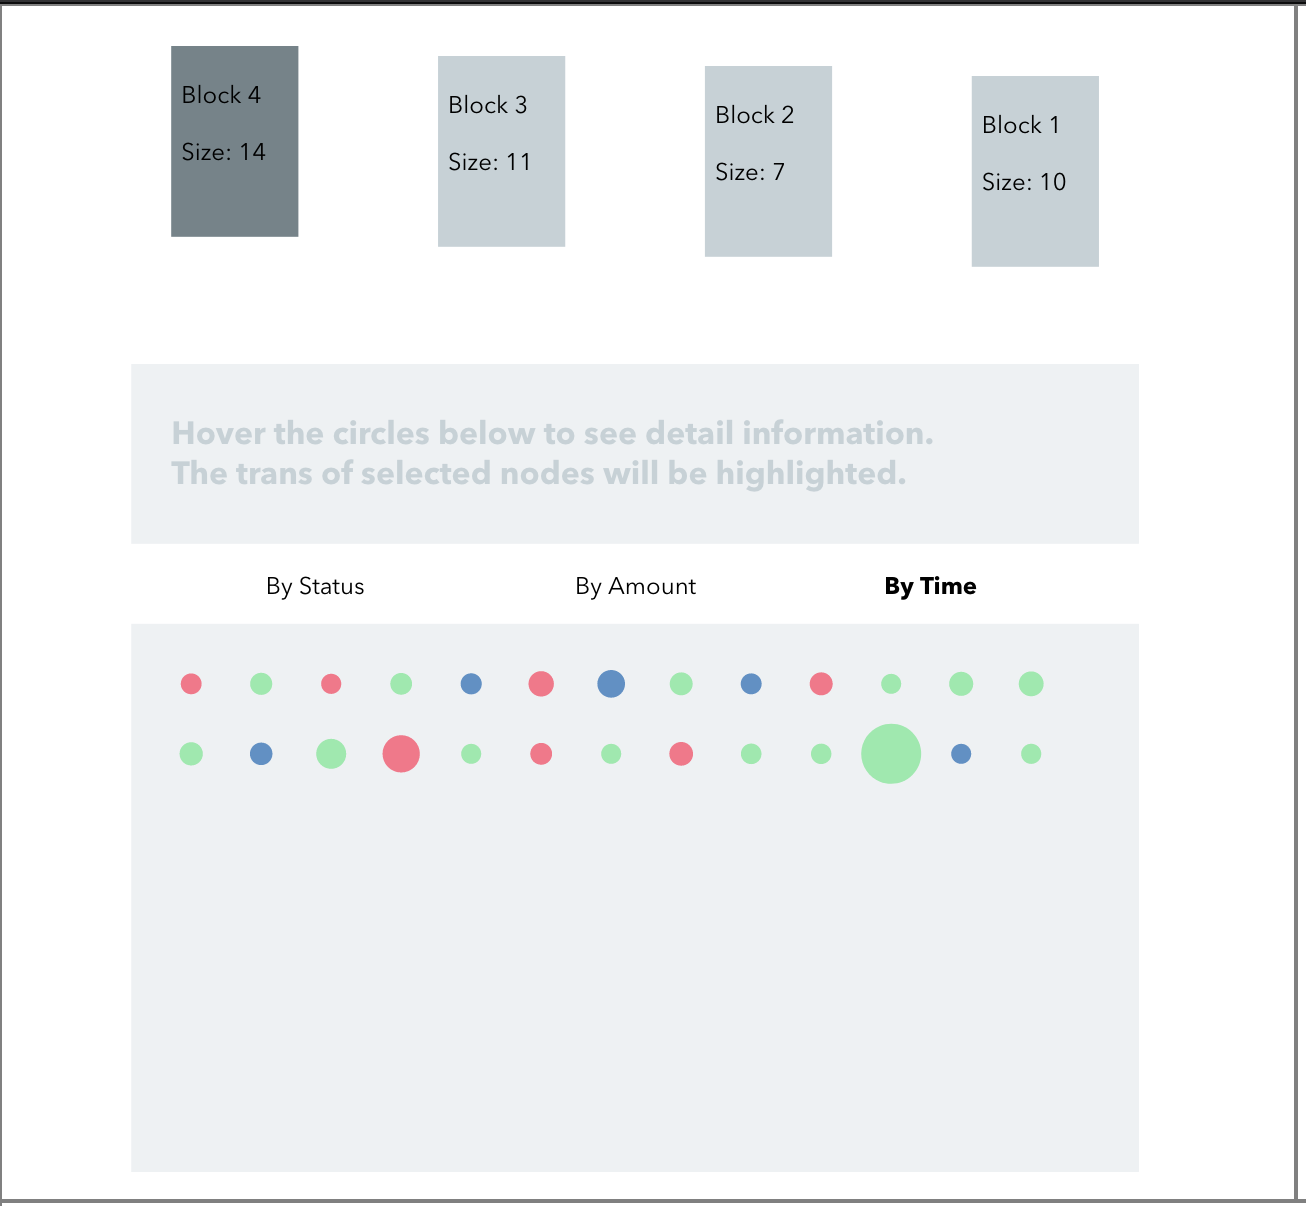 Block 4
Size: 14
Block 3
Size: 11
Block 2
Size: 7
Block 1
Size: 10
Hover the circles below to see detail information.
The trans of selected nodes will be highlighted.
By Status
By Amount
By Time